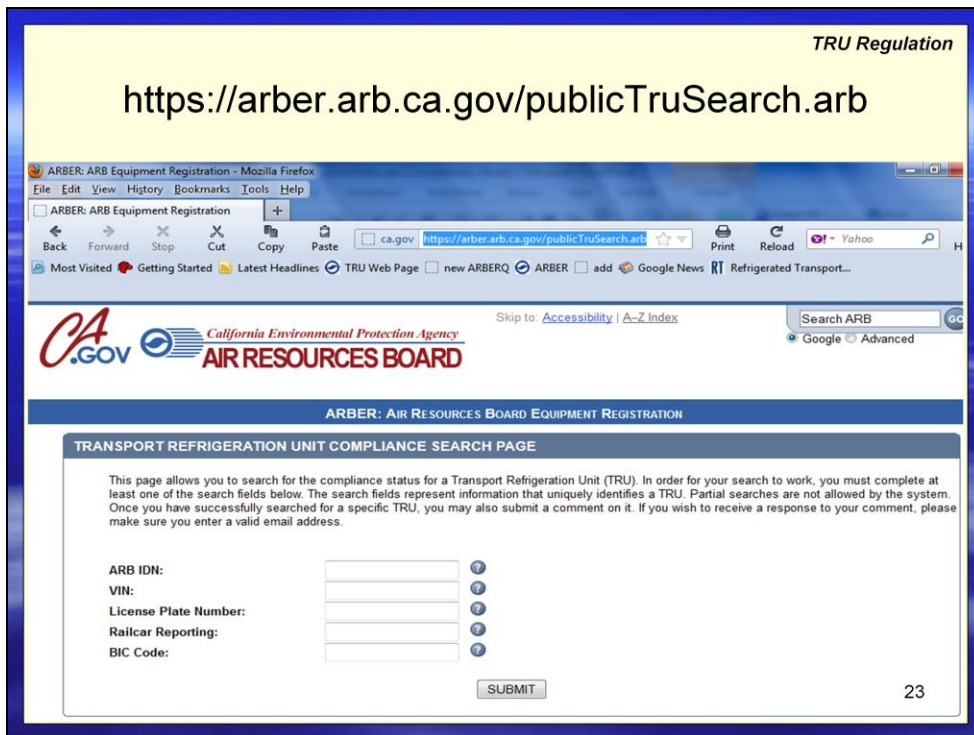 TRU Regulation
https://arber.arb.ca.gov/publicTruSearch.arb
ARBER: ARB Equipment Registration - Mozilla Firefox
File Edit View History Bookmarks Tools Help
ARBER: ARB Equipment Registration +
Back Forward Stop Cut Copy Paste ca.gov https://arber.arb.ca.gov/publicTruSearch.arb Print Reload Yahoo H
Most Visited Getting Started Latest Headlines TRU Web Page new ARBERQ ARBER add Google News RT Refrigerated Transport...
Skip to: Accessibility | A-Z Index
Search ARB GO
Google Advanced
CA.GOV
California Environmental Protection Agency
AIR RESOURCES BOARD
ARBER: AIR RESOURCES BOARD EQUIPMENT REGISTRATION
TRANSPORT REFRIGERATION UNIT COMPLIANCE SEARCH PAGE
This page allows you to search for the compliance status for a Transport Refrigeration Unit (TRU). In order for your search to work, you must complete at
least one of the search fields below. The search fields represent information that uniquely identifies a TRU. Partial searches are not allowed by the system.
Once you have successfully searched for a specific TRU, you may also submit a comment on it. If you wish to receive a response to your comment, please
make sure you enter a valid email address.
ARB IDN: ?
VIN: ?
License Plate Number: ?
Railcar Reporting: ?
BIC Code: ?
SUBMIT
23